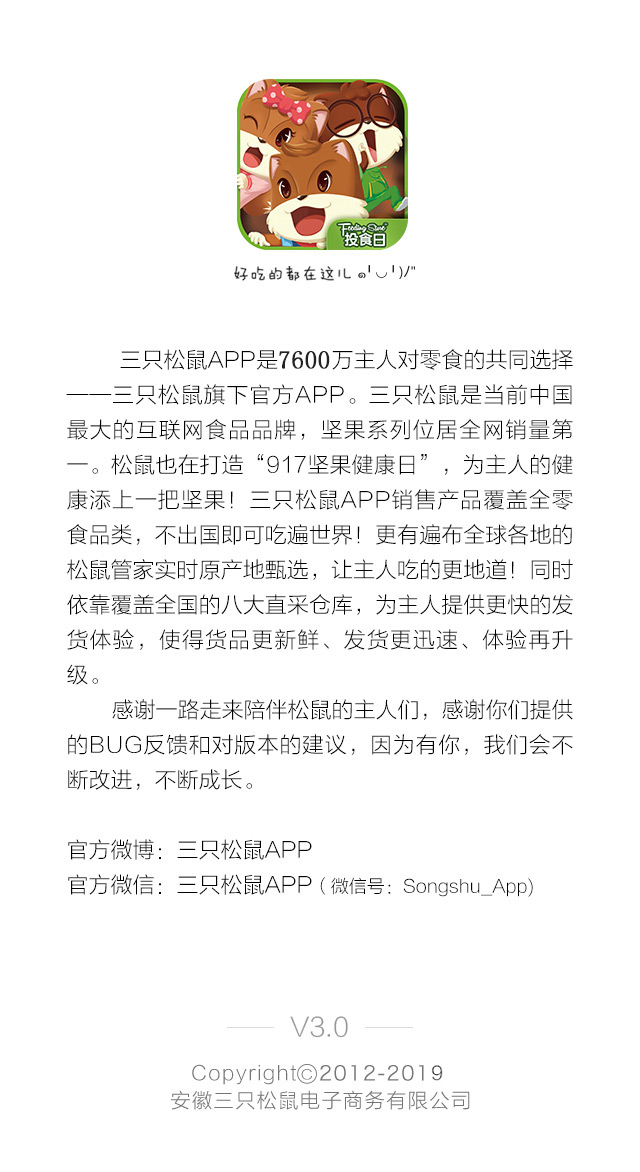 Feeding Sure
投食日
好吃的都在这儿 ๑╵◡╵)ﾉ"
三只松鼠APP是7600万主人对零食的共同选择
——三只松鼠旗下官方APP。三只松鼠是当前中国
最大的互联网食品品牌，坚果系列位居全网销量第
一。松鼠也在打造“917坚果健康日”，为主人的健
康添上一把坚果！三只松鼠APP销售产品覆盖全零
食品类，不出国即可吃遍世界！更有遍布全球各地的
松鼠管家实时原产地甄选，让主人吃的更地道！同时
依靠覆盖全国的八大直采仓库，为主人提供更快的发
货体验，使得货品更新鲜、发货更迅速、体验再升
级。
感谢一路走来陪伴松鼠的主人们，感谢你们提供
的BUG反馈和对版本的建议，因为有你，我们会不
断改进，不断成长。
官方微博：三只松鼠APP
官方微信：三只松鼠APP（微信号：Songshu_App)
V3.0
Copyright©2012-2019
安徽三只松鼠电子商务有限公司